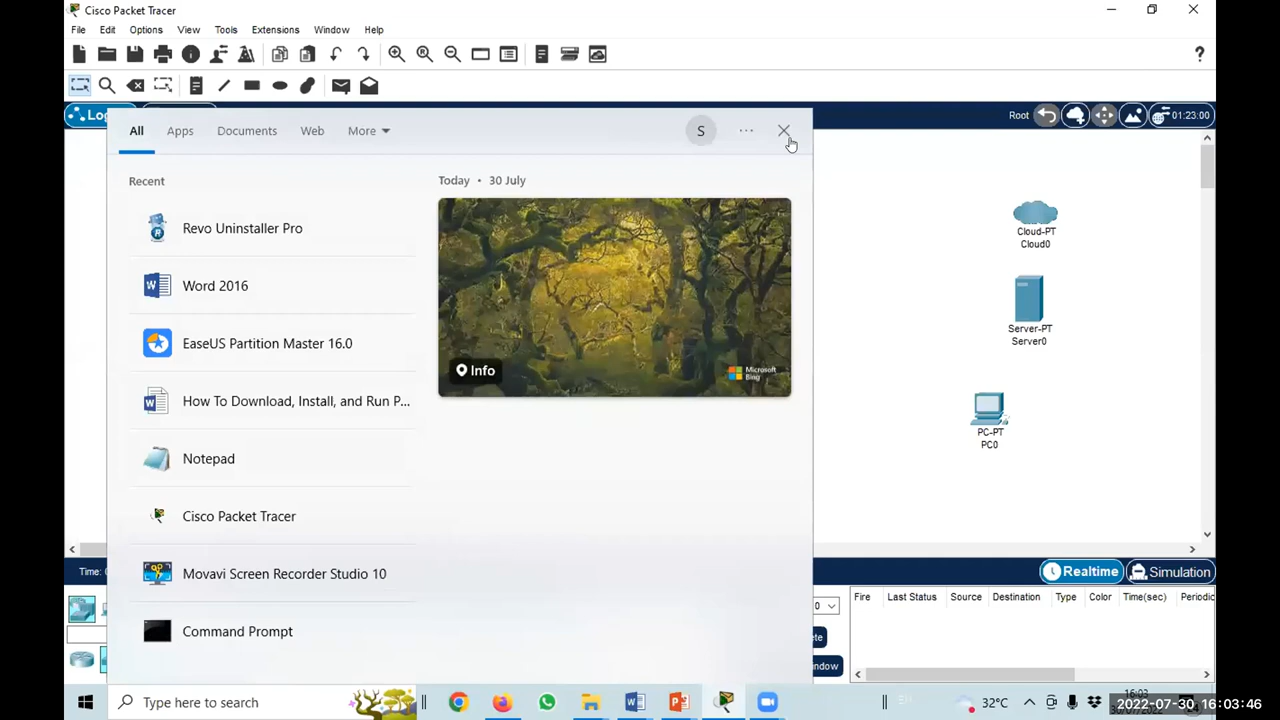 Cisco Packet Tracer
File Edit Options View Tools Extensions Window Help
Root 01:23:00
All Apps Documents Web More S
Recent
Today • 30 July
Revo Uninstaller Pro
Word 2016
EaseUS Partition Master 16.0
How To Download, Install, and Run P...
Notepad
Cisco Packet Tracer
Movavi Screen Recorder Studio 10
Command Prompt
Info
Microsoft
Bing
Cloud-PT
Cloud0
Server-PT
Server0
PC-PT
PC0
Time:
Realtime Simulation
Fire Last Status Source Destination Type Color Time(sec) Periodic
Type here to search
32°C
16:03
2022-07-30 16:03:46